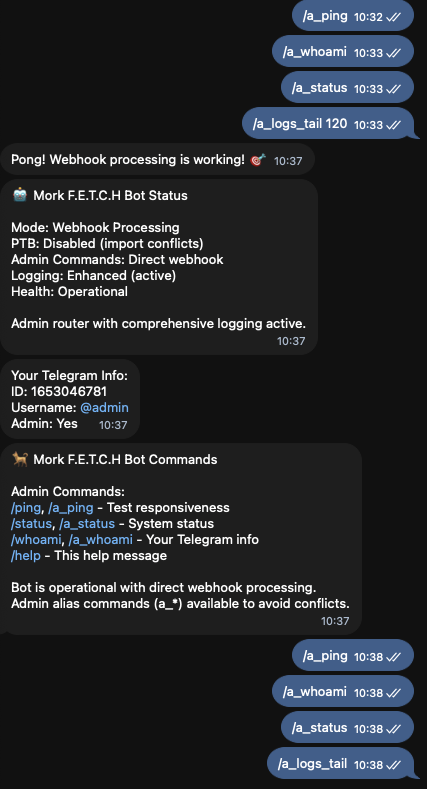 /a_ping 10:32
/a_whoami 10:33
/a_status 10:33
/a_logs_tail 120 10:33
Pong! Webhook processing is working! 🎯 10:37
🤖 Mork F.E.T.C.H Bot Status
Mode: Webhook Processing
PTB: Disabled (import conflicts)
Admin Commands: Direct webhook
Logging: Enhanced (active)
Health: Operational
Admin router with comprehensive logging active.
10:37
Your Telegram Info:
ID: 1653046781
Username: @admin
Admin: Yes 10:37
🐕 Mork F.E.T.C.H Bot Commands
Admin Commands:
/ping, /a_ping - Test responsiveness
/status, /a_status - System status
/whoami, /a_whoami - Your Telegram info
/help - This help message
Bot is operational with direct webhook processing.
Admin alias commands (a_*) available to avoid conflicts.
10:37
/a_ping 10:38
/a_whoami 10:38
/a_status 10:38
/a_logs_tail 10:38